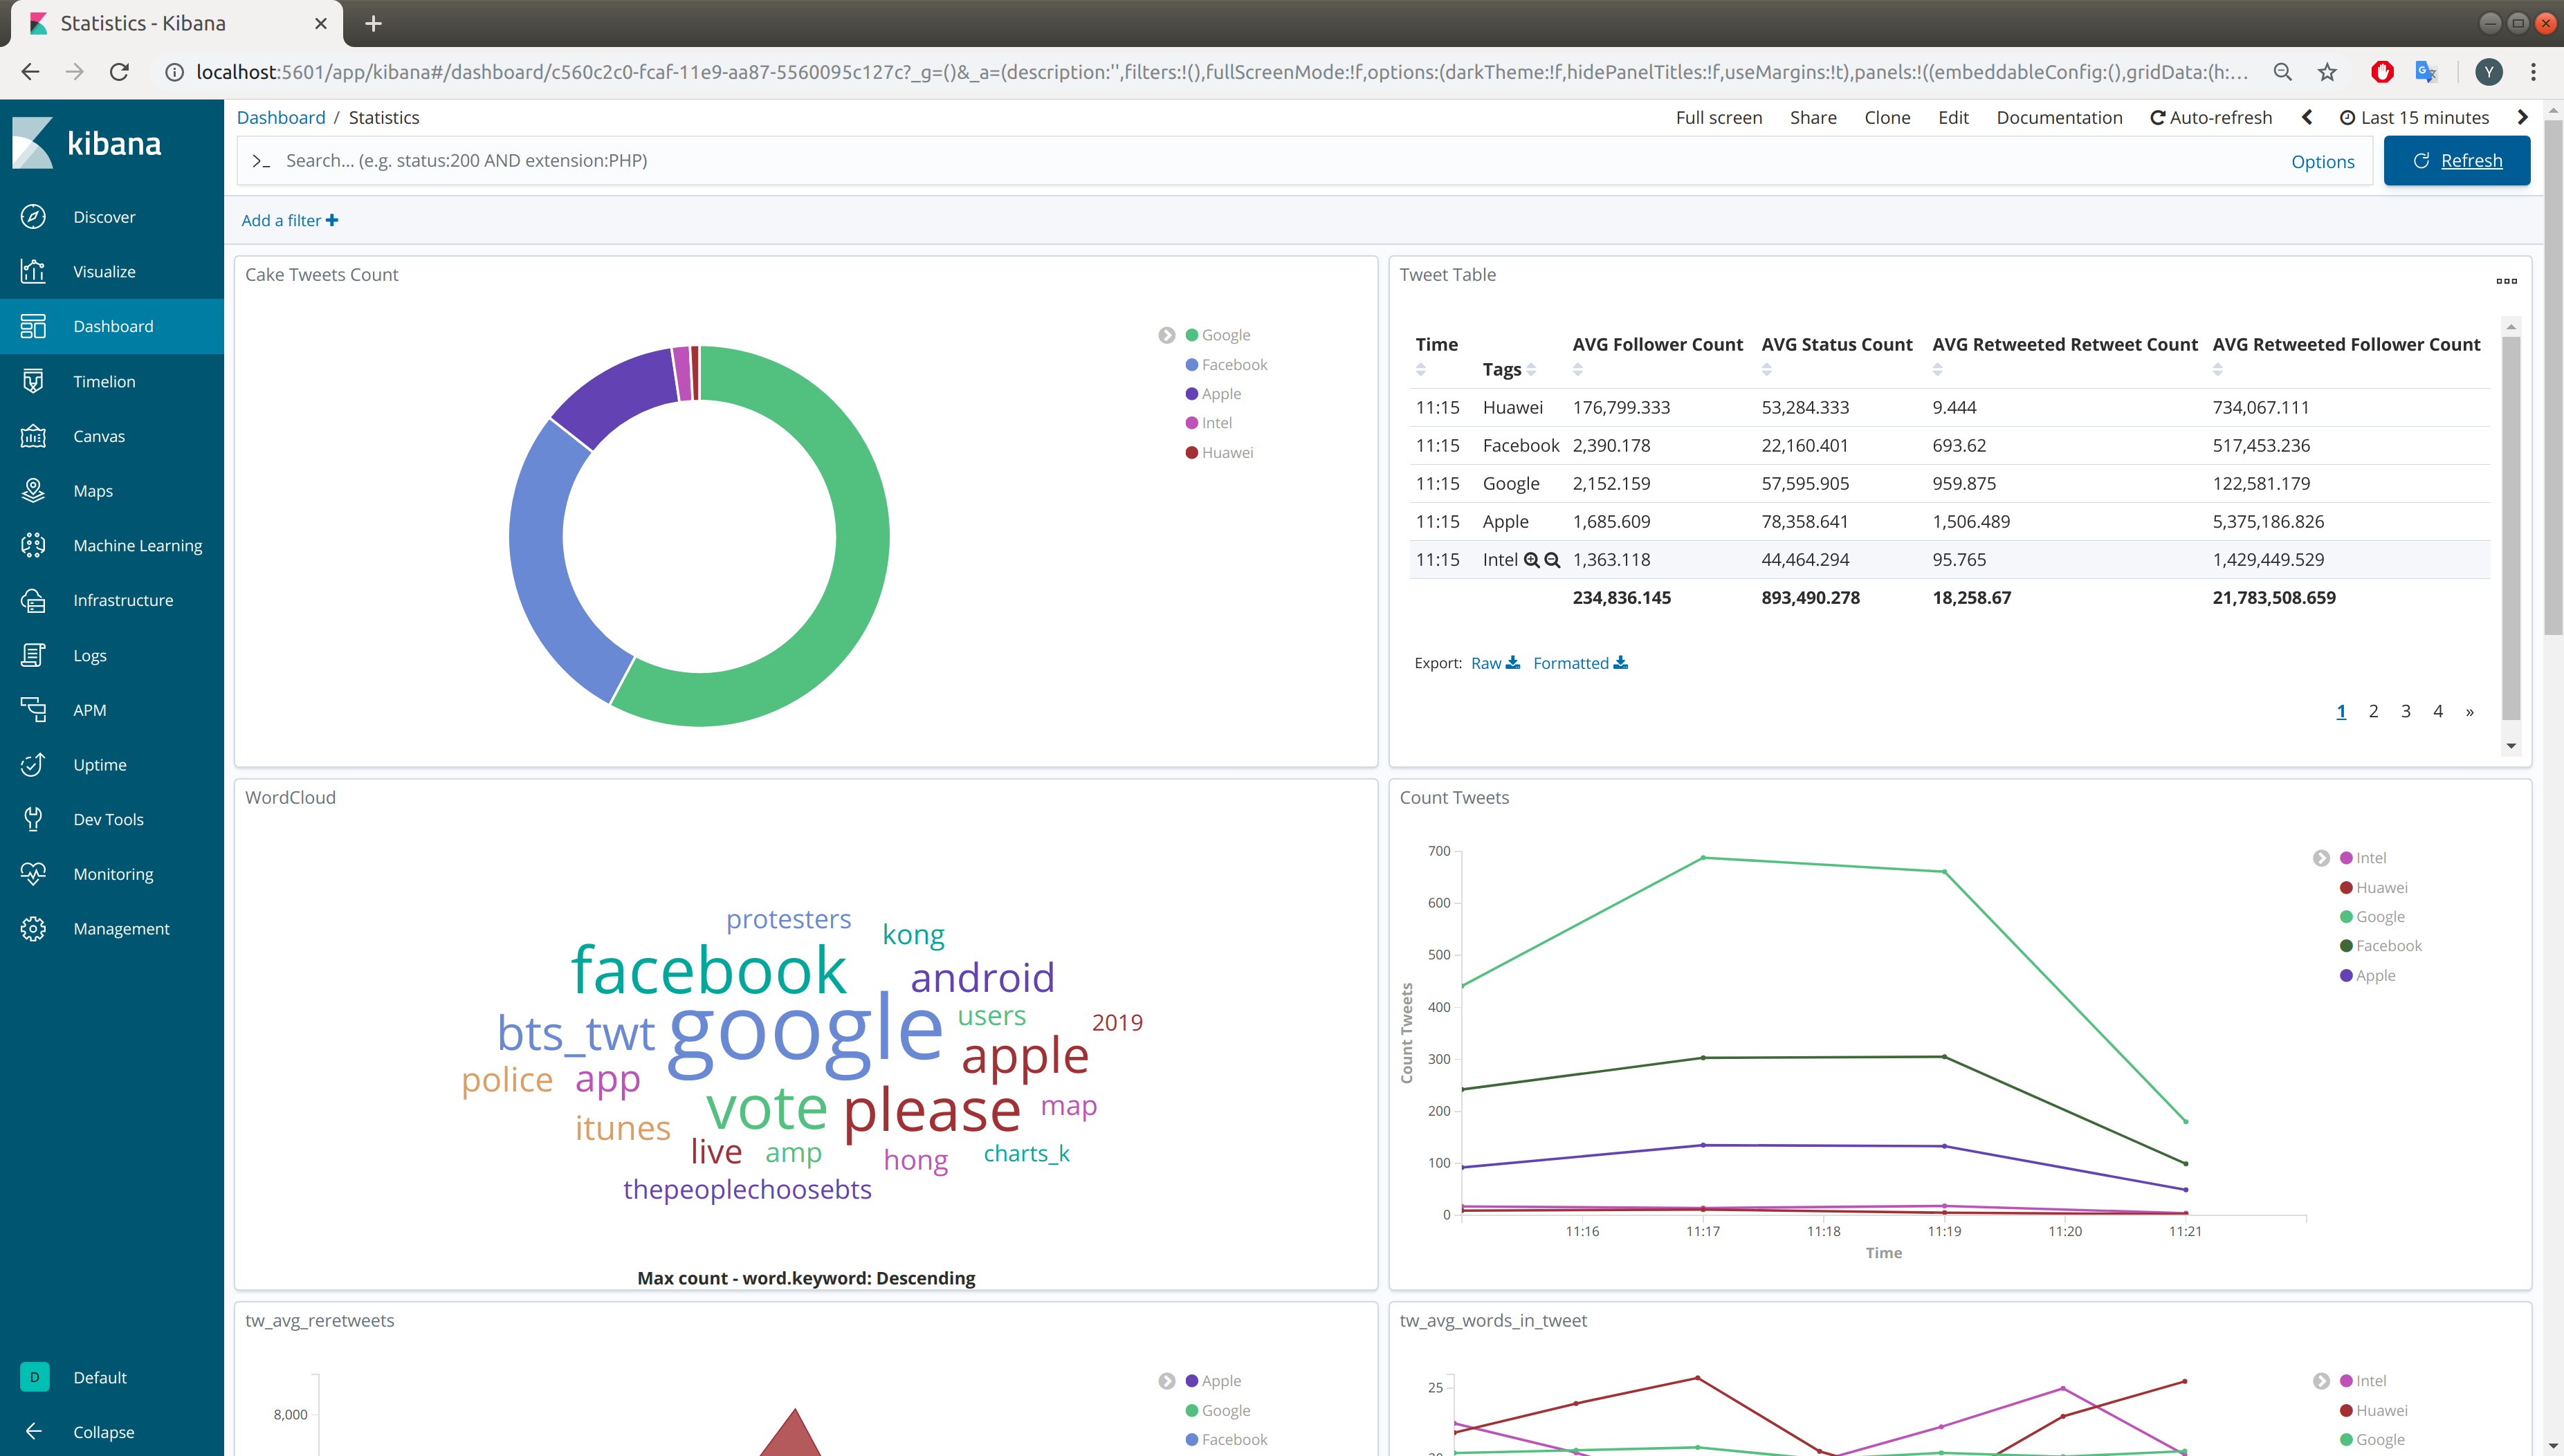 Statistics - Kibana
localhost:5601/app/kibana#/dashboard/c560c2c0-fcaf-11e9-aa87-5560095c127c?_g=()&_a=(description:'',filters:!(),fullScreenMode:!f,options:(darkTheme:!f,hidePanelTitles:!f,useMargins:!t),panels:!((embeddableConfig:(),gridData:(h:...
Y
kibana
Discover
Visualize
Dashboard
Timelion
Canvas
Maps
Machine Learning
Infrastructure
Logs
APM
Uptime
Dev Tools
Monitoring
Management
D Default
Collapse
Dashboard / Statistics
Full screen Share Clone Edit Documentation Auto-refresh Last 15 minutes
>_ Search... (e.g. status:200 AND extension:PHP) Options Refresh
Add a filter +
Cake Tweets Count
Google
Facebook
Apple
Intel
Huawei
Tweet Table
Time Tags AVG Follower Count AVG Status Count AVG Retweeted Retweet Count AVG Retweeted Follower Count
11:15 Huawei 176,799.333 53,284.333 9.444 734,067.111
11:15 Facebook 2,390.178 22,160.401 693.62 517,453.236
11:15 Google 2,152.159 57,595.905 959.875 122,581.179
11:15 Apple 1,685.609 78,358.641 1,506.489 5,375,186.826
11:15 Intel 1,363.118 44,464.294 95.765 1,429,449.529
234,836.145 893,490.278 18,258.67 21,783,508.659
Export: Raw Formatted
1 2 3 4 »
WordCloud
protesters
kong
facebook
android
google
users
2019
bts_twt
apple
police
app
vote
please
map
itunes
live
amp
hong
charts_k
thepeoplechoosebts
Max count - word.keyword: Descending
Count Tweets
700
600
500
400
300
200
100
0
Count Tweets
11:16 11:17 11:18 11:19 11:20 11:21
Time
Intel
Huawei
Google
Facebook
Apple
tw_avg_reretweets
8,000
Apple
Google
Facebook
tw_avg_words_in_tweet
25
Intel
Huawei
Google